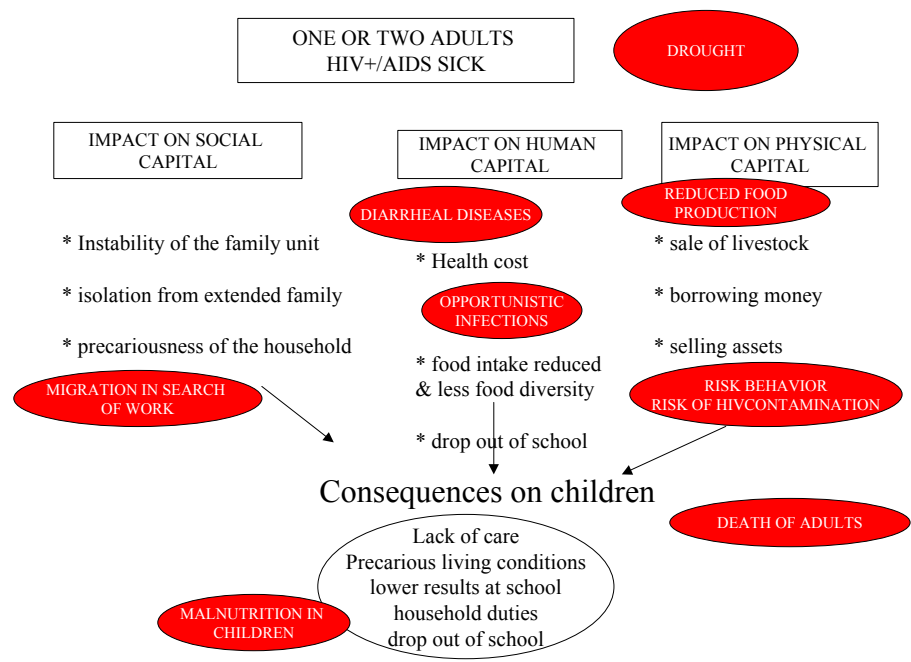 ONE OR TWO ADULTS
HIV+/AIDS SICK
DROUGHT
IMPACT ON SOCIAL
CAPITAL
IMPACT ON HUMAN
CAPITAL
IMPACT ON PHYSICAL
CAPITAL
DIARRHEAL DISEASES
REDUCED FOOD
PRODUCTION
* Instability of the family unit
* isolation from extended family
* precariousness of the household
MIGRATION IN SEARCH
OF WORK
* Health cost
OPPORTUNISTIC
INFECTIONS
* food intake reduced
& less food diversity
* drop out of school
* sale of livestock
* borrowing money
* selling assets
RISK BEHAVIOR
RISK OF HIVCONTAMINATION
Consequences on children
DEATH OF ADULTS
Lack of care
Precarious living conditions
lower results at school
household duties
drop out of school
MALNUTRITION IN
CHILDREN